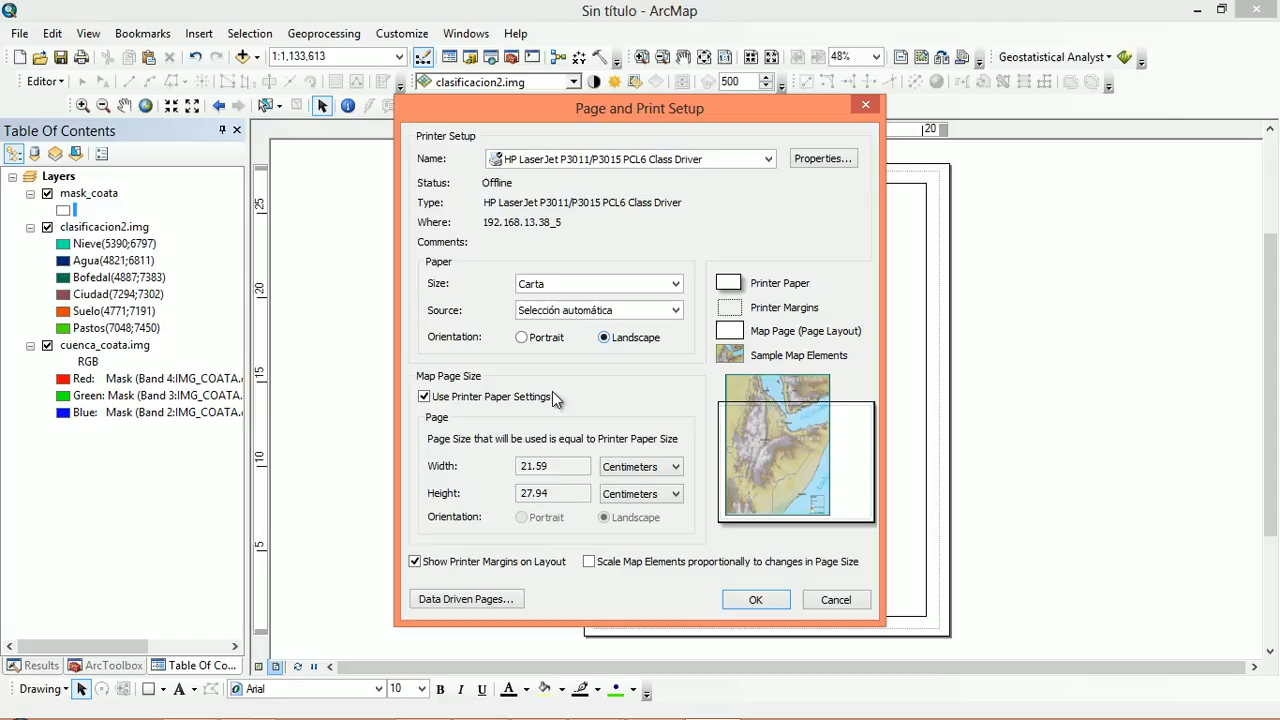 Sin título - ArcMap
File Edit View Bookmarks Insert Selection Geoprocessing Customize Windows Help
1:1,133,613 48% Geostatistical Analyst
Editor clasificacion2.img 500
Table Of Contents
Page and Print Setup
20
Layers
mask_coata
clasificacion2.img
Nieve(5390;6797)
Agua(4821;6811)
Bofedal(4887;7383)
Ciudad(7294;7302)
Suelo(4771;7191)
Pastos(7048;7450)
cuenca_coata.img
RGB
Red: Mask (Band 4:IMG_COATA.
Green: Mask (Band 3:IMG_COATA.
Blue: Mask (Band 2:IMG_COATA.
25
20
15
10
5
Printer Setup
Name: HP LaserJet P3011/P3015 PCL6 Class Driver Properties...
Status: Offline
Type: HP LaserJet P3011/P3015 PCL6 Class Driver
Where: 192.168.13.38_5
Comments:
Paper
Size: Carta
Source: Selección automática
Orientation: Portrait Landscape
Printer Paper
Printer Margins
Map Page (Page Layout)
Sample Map Elements
Map Page Size
Use Printer Paper Settings
Page
Page Size that will be used is equal to Printer Paper Size
Width: 21.59 Centimeters
Height: 27.94 Centimeters
Orientation: Portrait Landscape
Show Printer Margins on Layout Scale Map Elements proportionally to changes in Page Size
Data Driven Pages... OK Cancel
Results ArcToolbox Table Of Co...
Drawing A Arial 10 B I U A